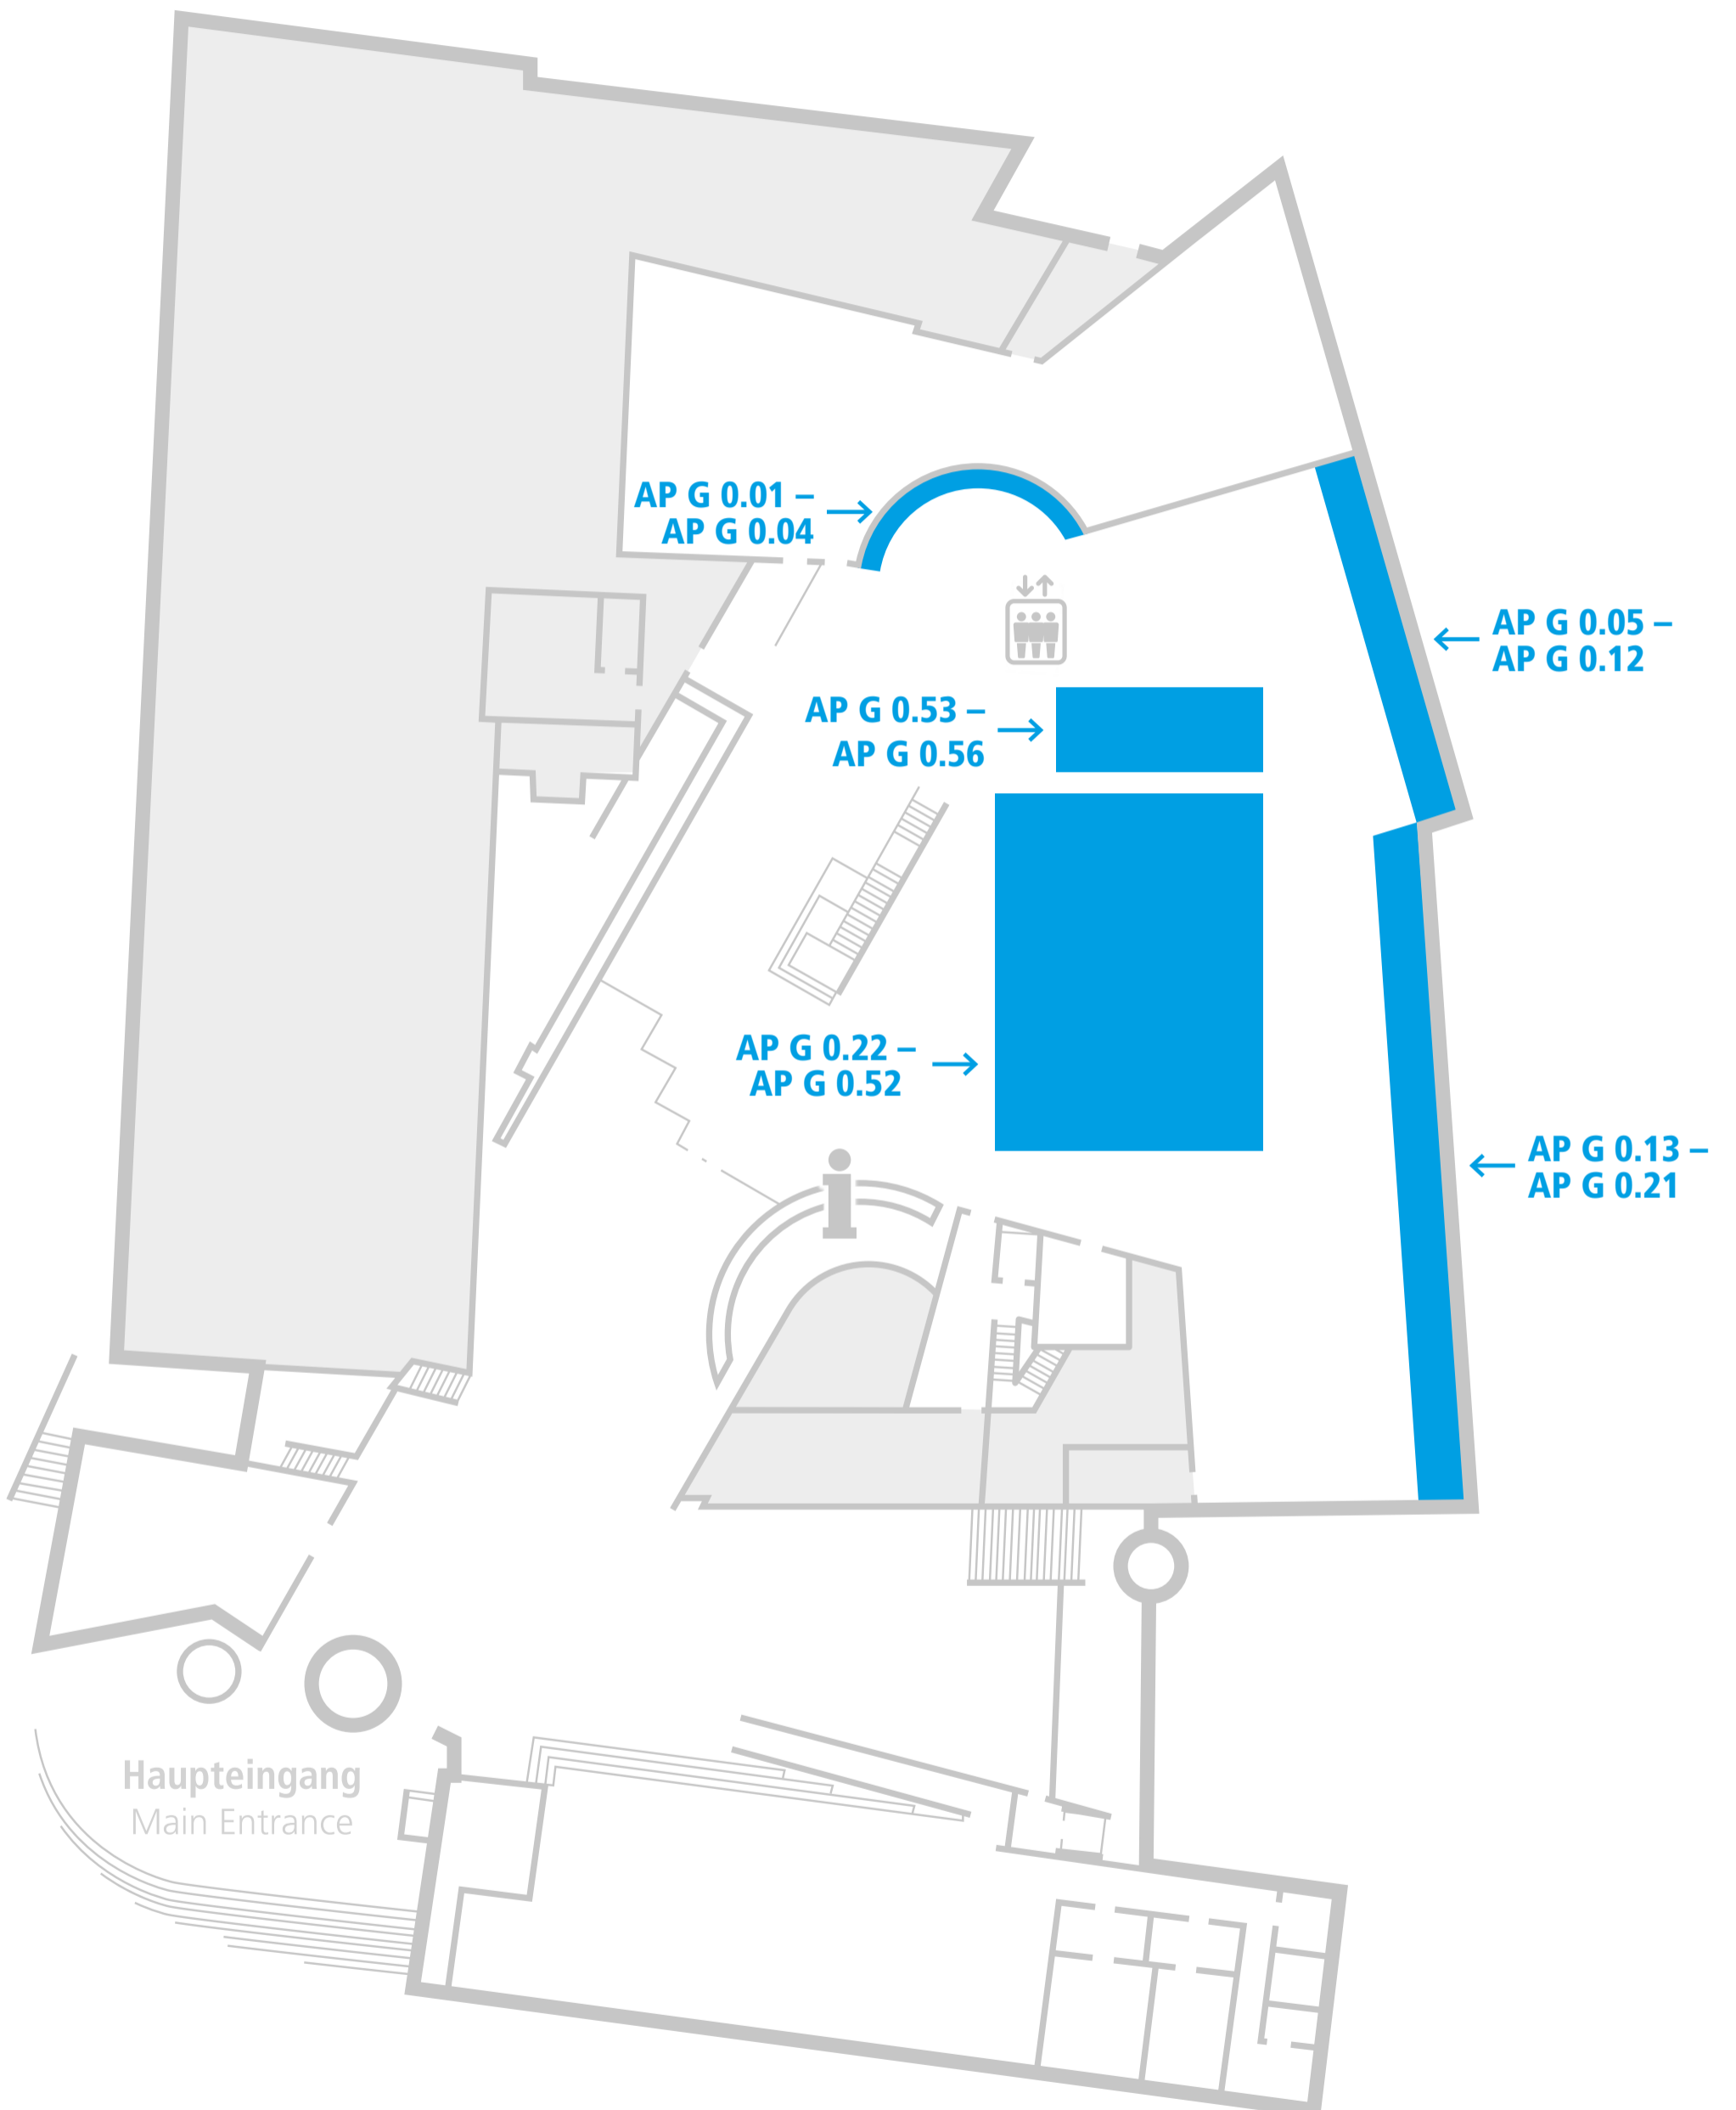 AP G 0.01 –
AP G 0.04
AP G 0.05 –
AP G 0.12
AP G 0.53 –
AP G 0.56
AP G 0.22 –
AP G 0.52
AP G 0.13 –
AP G 0.21
Haupteingang
Main Entrance